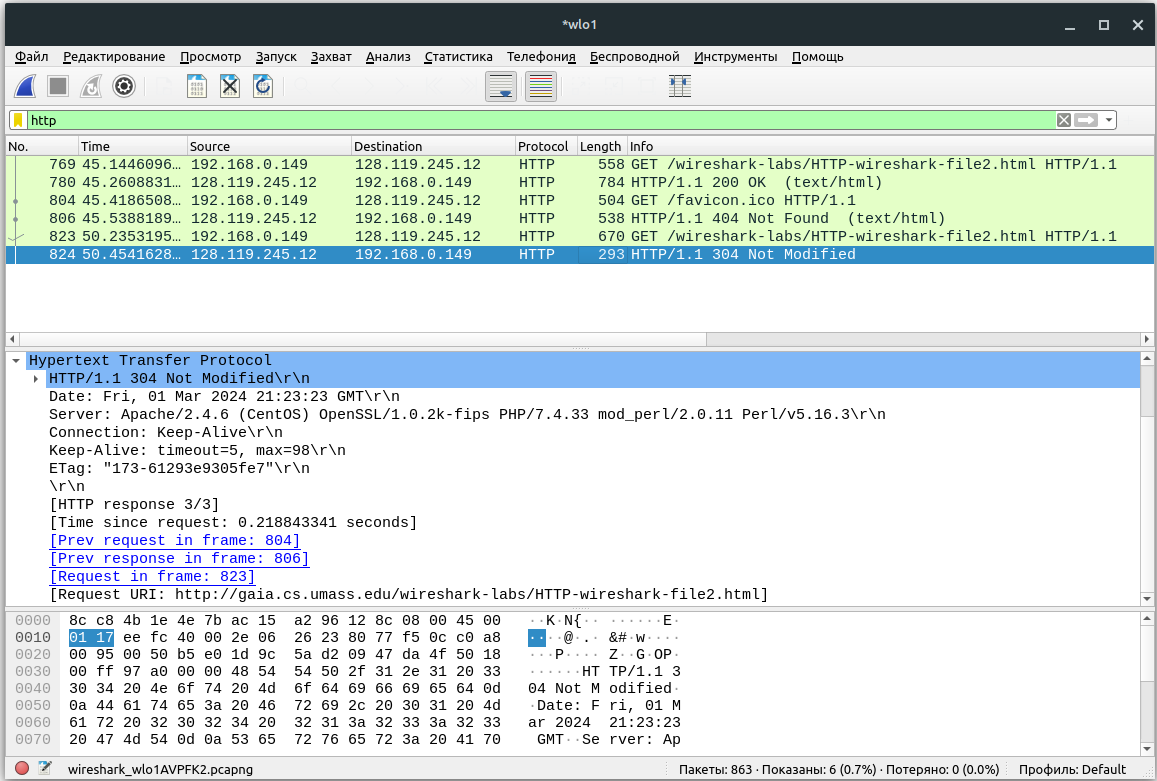 *wlo1
Файл Редактирование Просмотр Запуск Захват Анализ Статистика Телефония Беспроводной Инструменты Помощь
http
No. Time Source Destination Protocol Length Info
769 45.1446096… 192.168.0.149 128.119.245.12 HTTP 558 GET /wireshark-labs/HTTP-wireshark-file2.html HTTP/1.1
780 45.2608831… 128.119.245.12 192.168.0.149 HTTP 784 HTTP/1.1 200 OK (text/html)
804 45.4186508… 192.168.0.149 128.119.245.12 HTTP 504 GET /favicon.ico HTTP/1.1
806 45.5388189… 128.119.245.12 192.168.0.149 HTTP 538 HTTP/1.1 404 Not Found (text/html)
823 50.2353195… 192.168.0.149 128.119.245.12 HTTP 670 GET /wireshark-labs/HTTP-wireshark-file2.html HTTP/1.1
824 50.4541628… 128.119.245.12 192.168.0.149 HTTP 293 HTTP/1.1 304 Not Modified
Hypertext Transfer Protocol
HTTP/1.1 304 Not Modified\r\n
Date: Fri, 01 Mar 2024 21:23:23 GMT\r\n
Server: Apache/2.4.6 (CentOS) OpenSSL/1.0.2k-fips PHP/7.4.33 mod_perl/2.0.11 Perl/v5.16.3\r\n
Connection: Keep-Alive\r\n
Keep-Alive: timeout=5, max=98\r\n
ETag: "173-61293e9305fe7"\r\n
\r\n
[HTTP response 3/3]
[Time since request: 0.218843341 seconds]
[Prev request in frame: 804]
[Prev response in frame: 806]
[Request in frame: 823]
[Request URI: http://gaia.cs.umass.edu/wireshark-labs/HTTP-wireshark-file2.html]
0000 8c c8 4b 1e 4e 7b ac 15 a2 96 12 8c 08 00 45 00 ··K·N{·· ······E·
0010 01 17 ee fc 40 00 2e 06 26 23 80 77 f5 0c c0 a8 ····@·.· &#·w····
0020 00 95 00 50 b5 e0 1d 9c 5a d2 09 47 da 4f 50 18 ···P···· Z··G·OP·
0030 00 ff 97 a0 00 00 48 54 54 50 2f 31 2e 31 20 33 ······HT TP/1.1 3
0040 30 34 20 4e 6f 74 20 4d 6f 64 69 66 69 65 64 0d 04 Not M odified·
0050 0a 44 61 74 65 3a 20 46 72 69 2c 20 30 31 20 4d ·Date: F ri, 01 M
0060 61 72 20 32 30 32 34 20 32 31 3a 32 33 3a 32 33 ar 2024 21:23:23
0070 20 47 4d 54 0d 0a 53 65 72 76 65 72 3a 20 41 70 GMT··Se rver: Ap
wireshark_wlo1AVPFK2.pcapng Пакеты: 863 · Показаны: 6 (0.7%) · Потеряно: 0 (0.0%) Профиль: Default